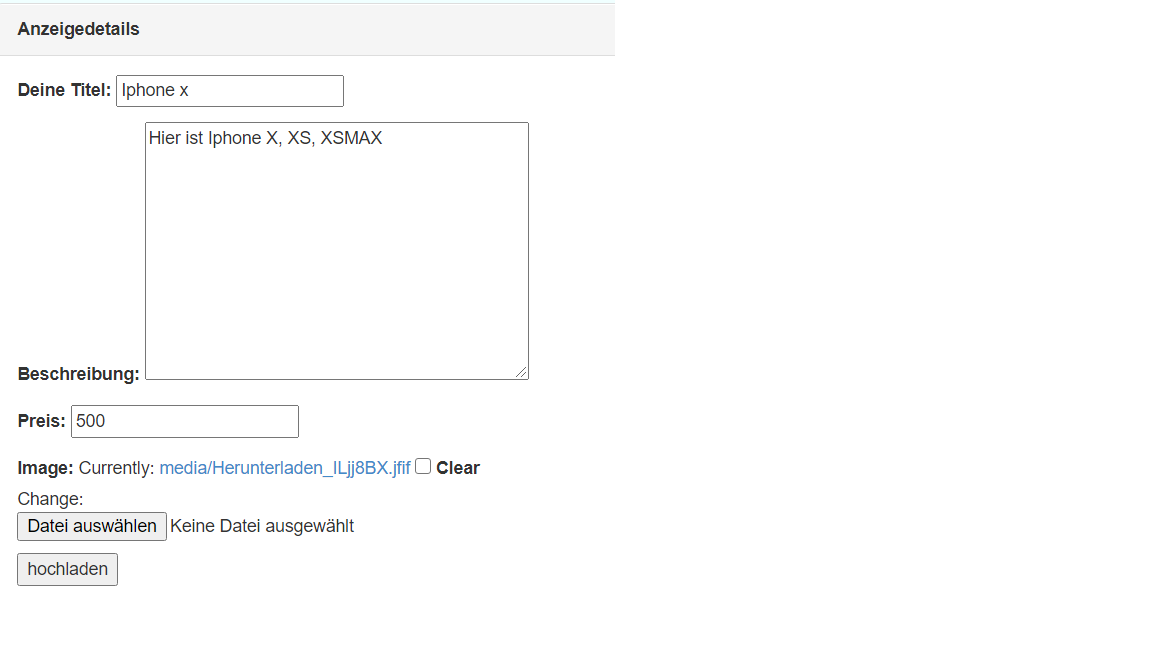 Anzeigedetails
Deine Titel: Iphone x
Hier ist Iphone X, XS, XSMAX
Beschreibung:
Preis: 500
Image: Currently: media/Herunterladen_ILjj8BX.jfif Clear
Change:
Datei auswählen Keine Datei ausgewählt
hochladen